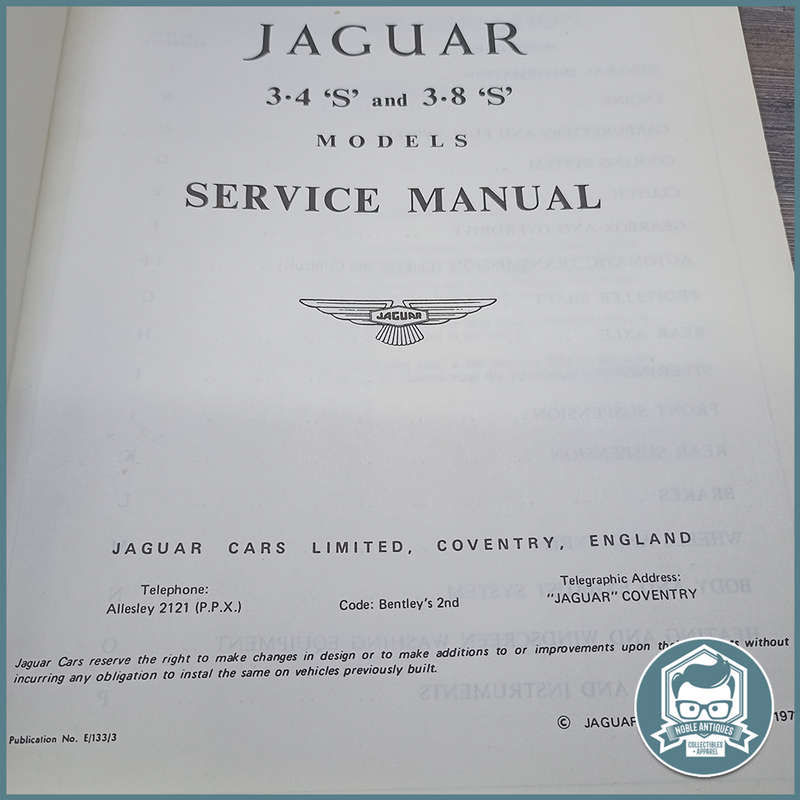 JAGUAR
3·4 ‘S’ and 3·8 ‘S’
MODELS
SERVICE MANUAL
JAGUAR
JAGUAR CARS LIMITED, COVENTRY, ENGLAND
Telephone:
Allesley 2121 (P.P.X.)
Code: Bentley's 2nd
Telegraphic Address:
"JAGUAR" COVENTRY
Jaguar Cars reserve the right to make changes in design or to make additions to or improvements upon without
incurring any obligation to instal the same on vehicles previously built.
© JAGUAR
Publication No. E/133/3
NOBLE ANTIQUES
COLLECTIBLES
+ APPAREL